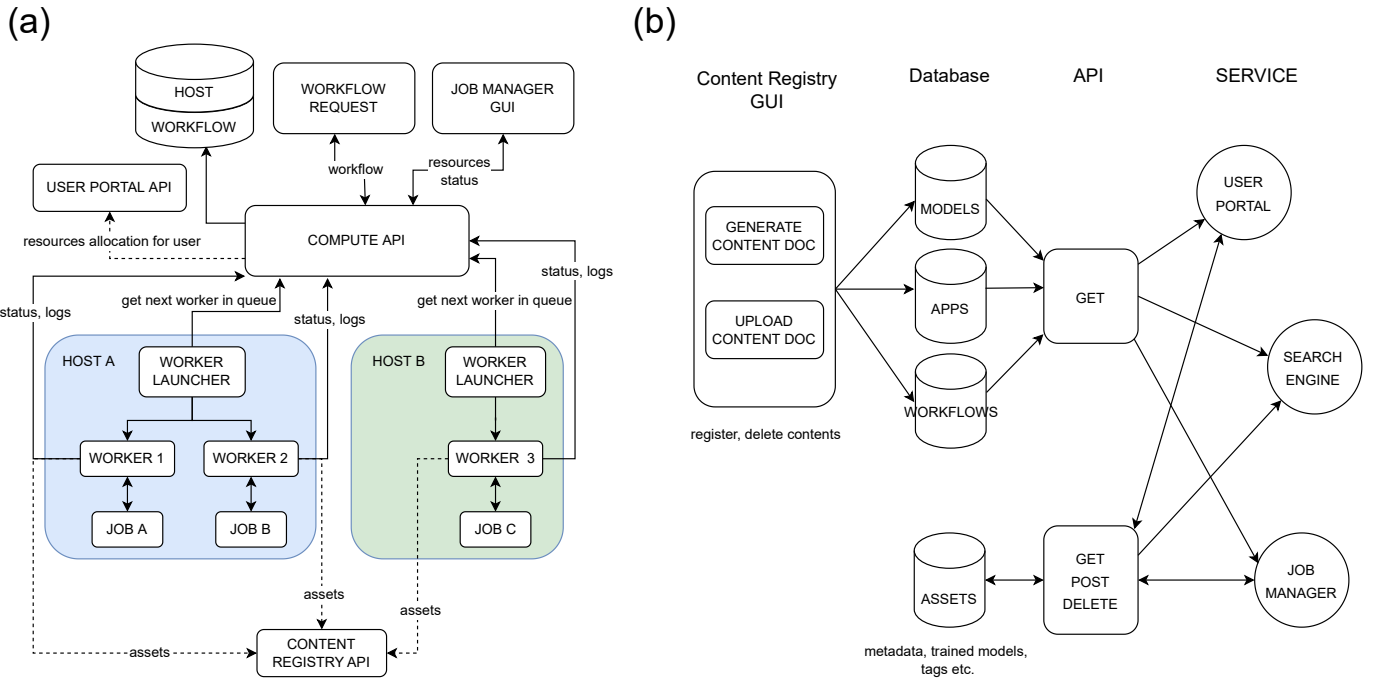 (a)
HOST
WORKFLOW
WORKFLOW
REQUEST
JOB MANAGER
GUI
USER PORTAL API
workflow
resources
status
resources allocation for user
COMPUTE API
status, logs
get next worker in queue
status, logs
get next worker in queue
status, logs
HOST A
WORKER
LAUNCHER
HOST B
WORKER
LAUNCHER
WORKER 1
WORKER 2
WORKER 3
JOB A
JOB B
JOB C
assets
assets
assets
CONTENT
REGISTRY API
(b)
Content Registry
GUI
Database
API
SERVICE
GENERATE
CONTENT DOC
UPLOAD
CONTENT DOC
register, delete contents
MODELS
APPS
WORKFLOWS
GET
USER
PORTAL
SEARCH
ENGINE
ASSETS
metadata, trained models,
tags etc.
GET
POST
DELETE
JOB
MANAGER